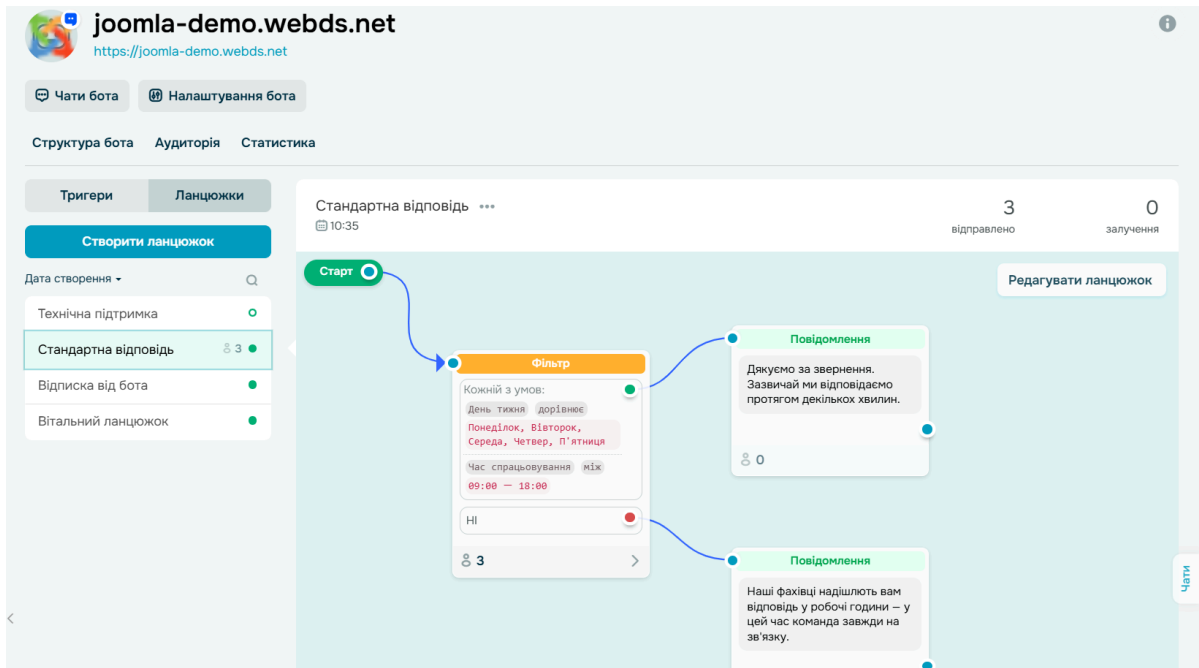 joomla-demo.webds.net
https://joomla-demo.webds.net
Чати бота
Налаштування бота
Структура бота
Аудиторія
Статистика
Тригери
Ланцюжки
Створити ланцюжок
Дата створення
Технічна підтримка
Стандартна відповідь
3
Відписка від бота
Вітальний ланцюжок
Стандартна відповідь
10:35
3
відправлено
0
залучення
Редагувати ланцюжок
Старт
Фільтр
Кожній з умов:
День тижня дорівнює
Понеділок, Вівторок,
Середа, Четвер, П'ятниця
Час спрацьовування між
09:00 — 18:00
НІ
3
Повідомлення
Дякуємо за звернення.
Зазвичай ми відповідаємо
протягом декількох хвилин.
0
Повідомлення
Наші фахівці надішлють вам
відповідь у робочі години — у
цей час команда завжди на
зв'язку.
Чати